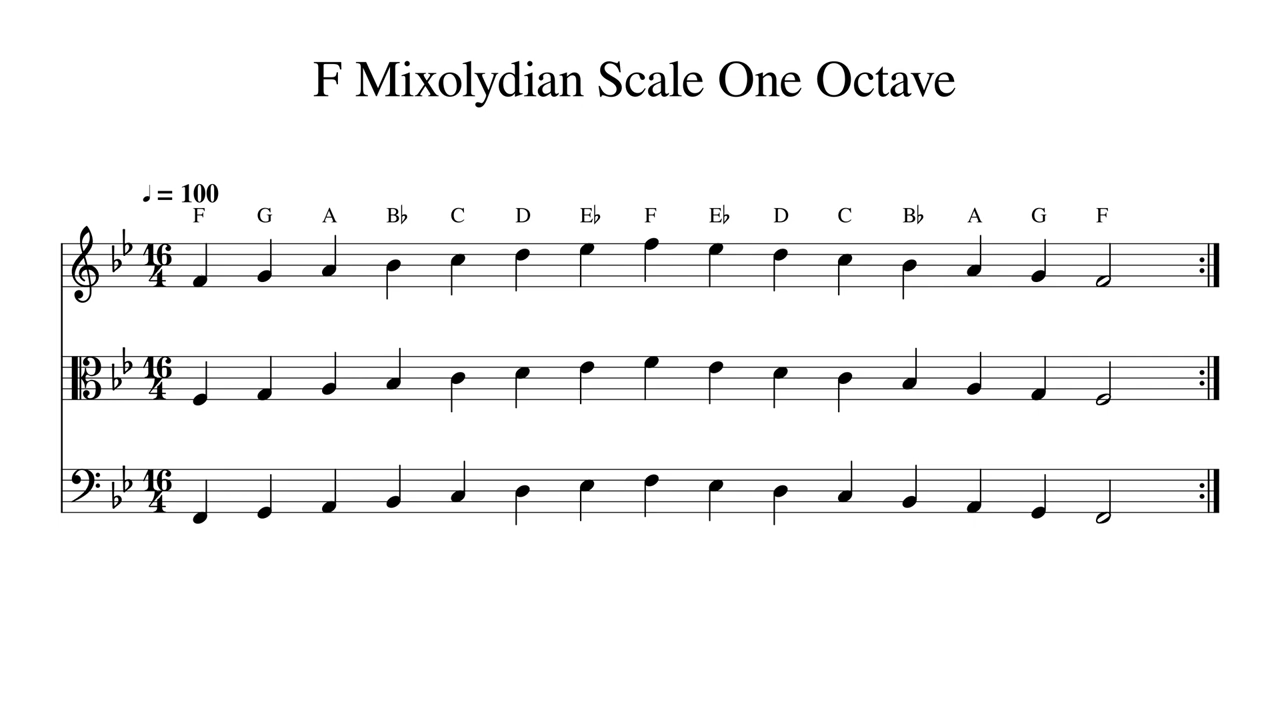 F Mixolydian Scale One Octave
♩ = 100
F G A B♭ C D E♭ F E♭ D C B♭ A G F
16
4
16
4
16
4